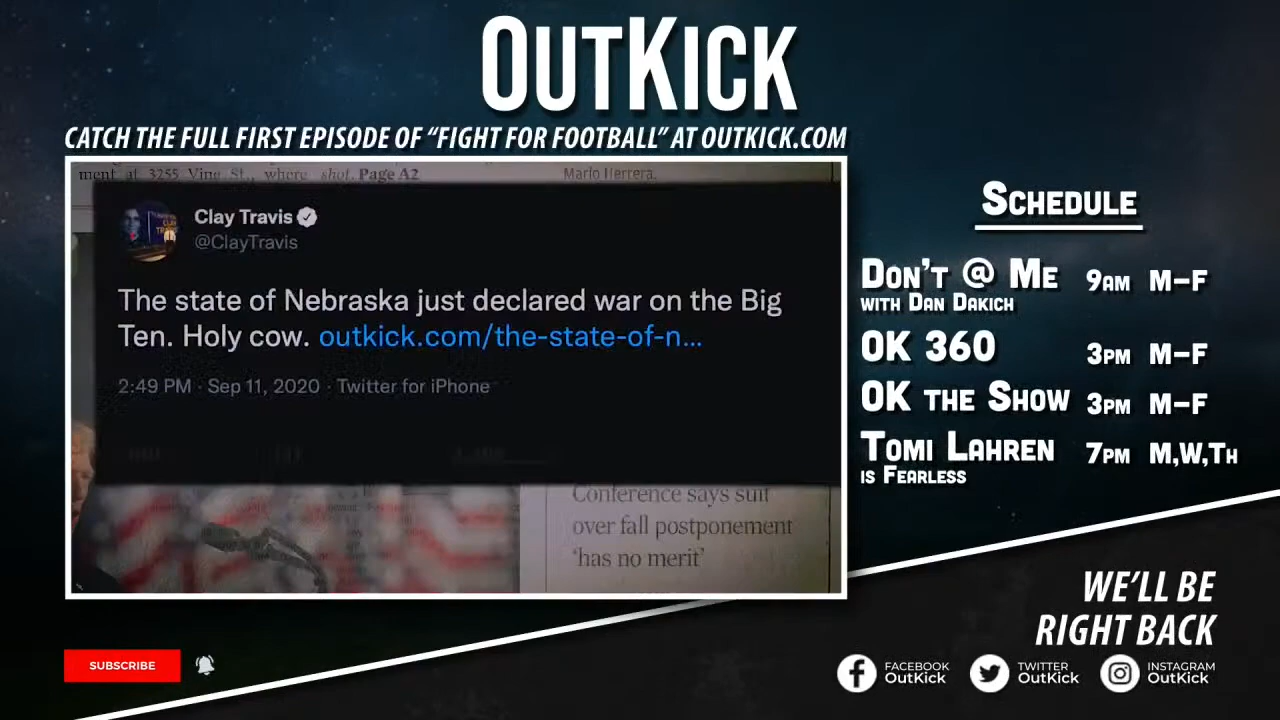 OUTKICK
CATCH THE FULL FIRST EPISODE OF “FIGHT FOR FOOTBALL” AT OUTKICK.COM
ment at 3255 Vine St., where shot. Page A2
Mario Herrera.
Clay Travis
@ClayTravis
The state of Nebraska just declared war on the Big
Ten. Holy cow. outkick.com/the-state-of-n...
2:49 PM · Sep 11, 2020 · Twitter for iPhone
Conference says suit
over fall postponement
‘has no merit’
SCHEDULE
DON’T @ ME 9AM M–F
WITH DAN DAKICH
OK 360 3PM M–F
OK THE SHOW 3PM M–F
TOMI LAHREN 7PM M,W,TH
IS FEARLESS
WE’LL BE
RIGHT BACK
SUBSCRIBE
FACEBOOK
OutKick
TWITTER
OutKick
INSTAGRAM
OutKick